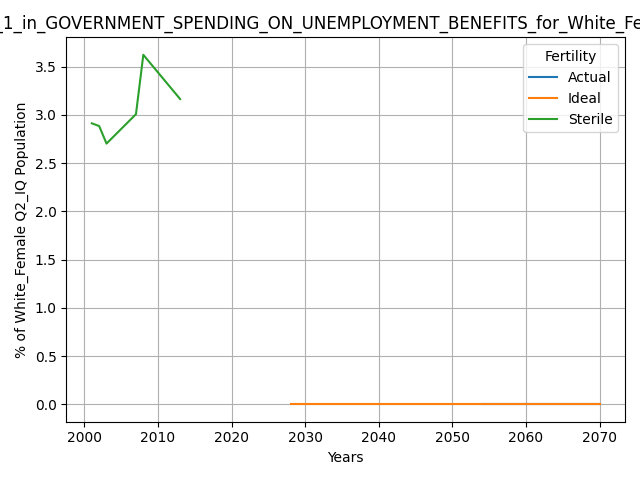 _1_in_GOVERNMENT_SPENDING_ON_UNEMPLOYMENT_BENEFITS_for_White_Fe
Fertility
Actual
Ideal
Sterile
% of White_Female Q2_IQ Population
3.5
3.0
2.5
2.0
1.5
1.0
0.5
0.0
2000 2010 2020 2030 2040 2050 2060 2070
Years